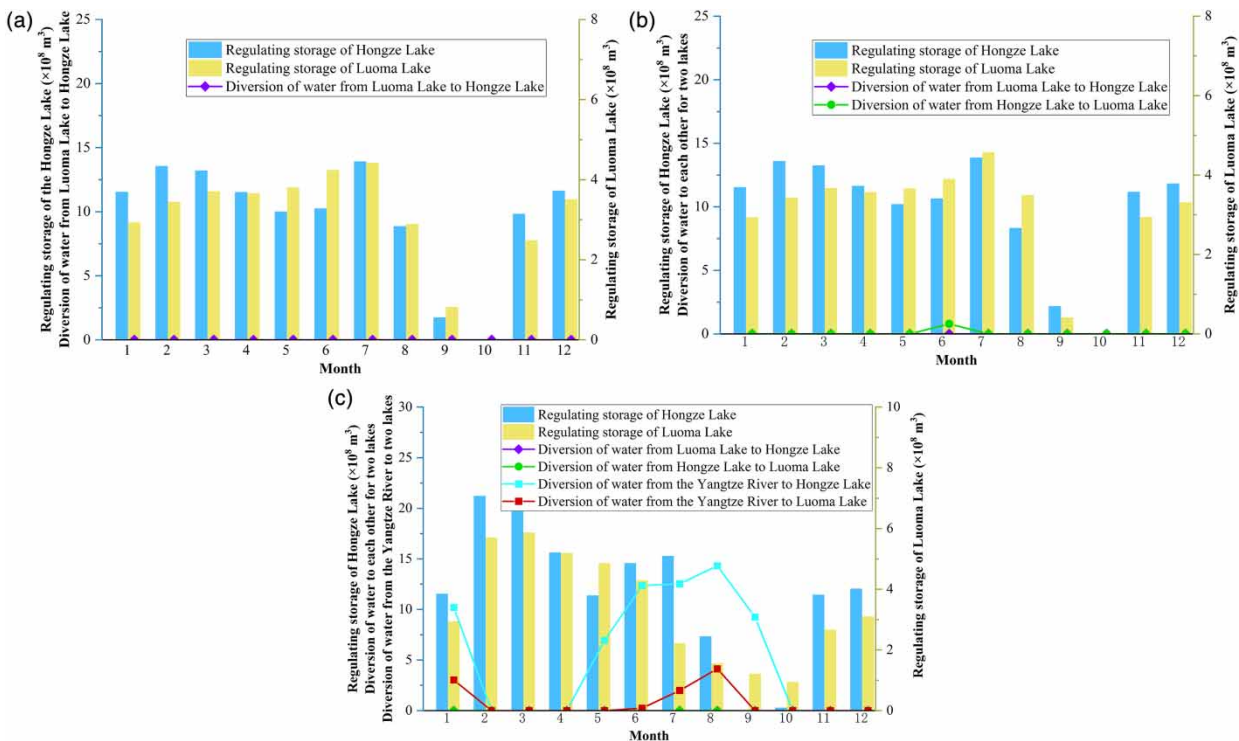 (a)
Regulating storage of the Hongze Lake (×10⁸ m³)
Diversion of water from Luoma Lake to Hongze Lake
25
20
15
10
5
0
Regulating storage of Hongze Lake
Regulating storage of Luoma Lake
Diversion of water from Luoma Lake to Hongze Lake
8
6
4
2
0
Regulating storage of Luoma Lake (×10⁸ m³)
1 2 3 4 5 6 7 8 9 10 11 12
Month
(b)
Regulating storage of Hongze Lake (×10⁸ m³)
Diversion of water to each other for two lakes
25
20
15
10
5
0
Regulating storage of Hongze Lake
Regulating storage of Luoma Lake
Diversion of water from Luoma Lake to Hongze Lake
Diversion of water from Hongze Lake to Luoma Lake
8
6
4
2
0
Regulating storage of Luoma Lake (×10⁸ m³)
1 2 3 4 5 6 7 8 9 10 11 12
Month
(c)
Regulating storage of Hongze Lake (×10⁸ m³)
Diversion of water to each other for two lakes
Diversion of water from the Yangtze River to two lakes
30
25
20
15
10
5
0
Regulating storage of Hongze Lake
Regulating storage of Luoma Lake
Diversion of water from Luoma Lake to Hongze Lake
Diversion of water from Hongze Lake to Luoma Lake
Diversion of water from the Yangtze River to Hongze Lake
Diversion of water from the Yangtze River to Luoma Lake
10
8
6
4
2
0
Regulating storage of Luoma Lake (×10⁸ m³)
1 2 3 4 5 6 7 8 9 10 11 12
Month